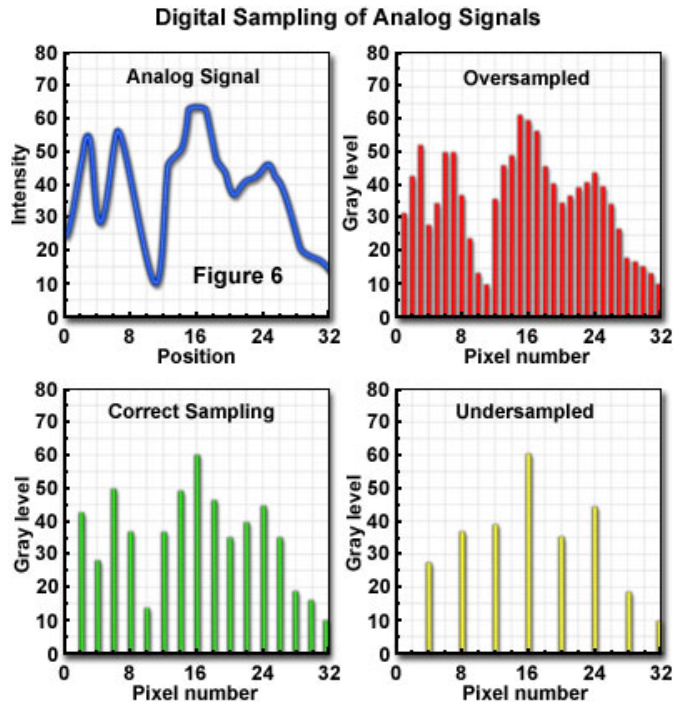 Digital Sampling of Analog Signals
80
70
60
50
40
30
20
10
0
Intensity
Analog Signal
Figure 6
0 8 16 24 32
Position
80
70
60
50
40
30
20
10
0
Gray level
Oversampled
0 8 16 24 32
Pixel number
80
70
60
50
40
30
20
10
0
Gray level
Correct Sampling
0 8 16 24 32
Pixel number
80
70
60
50
40
30
20
10
0
Gray level
Undersampled
0 8 16 24 32
Pixel number